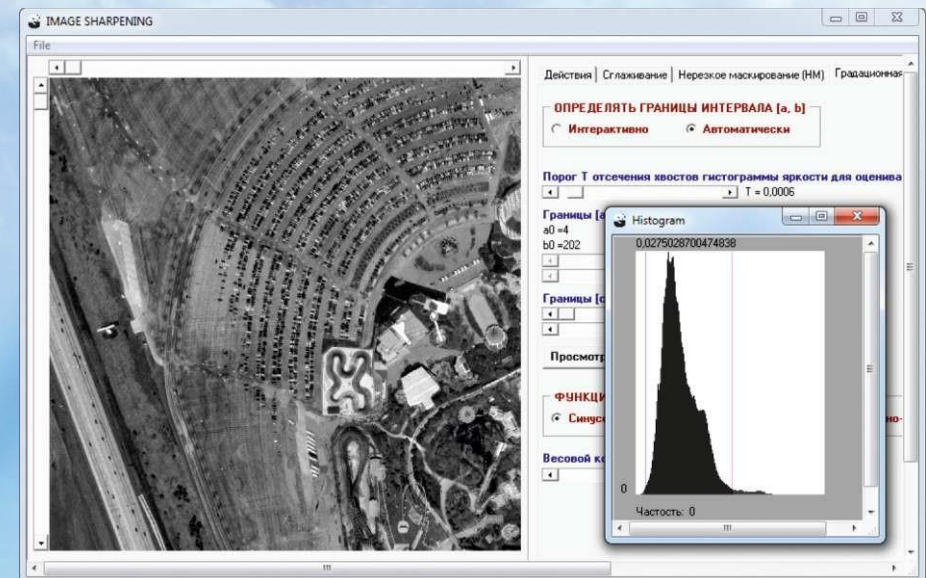 IMAGE SHARPENING
File
Действия Сглаживание Нерезкое маскирование (НМ) Градационная
ОПРЕДЕЛЯТЬ ГРАНИЦЫ ИНТЕРВАЛА [a, b]
Интерактивно Автоматически
Порог T отсечения хвостов гистограммы яркости для оценива
T = 0,0006
Границы [a
a0 =4
b0 =202
Границы [c
Просмотр
ФУНКЦИ
Синусо
но-
Весовой ко
Histogram
0,0275028700474838
0
Частость: 0